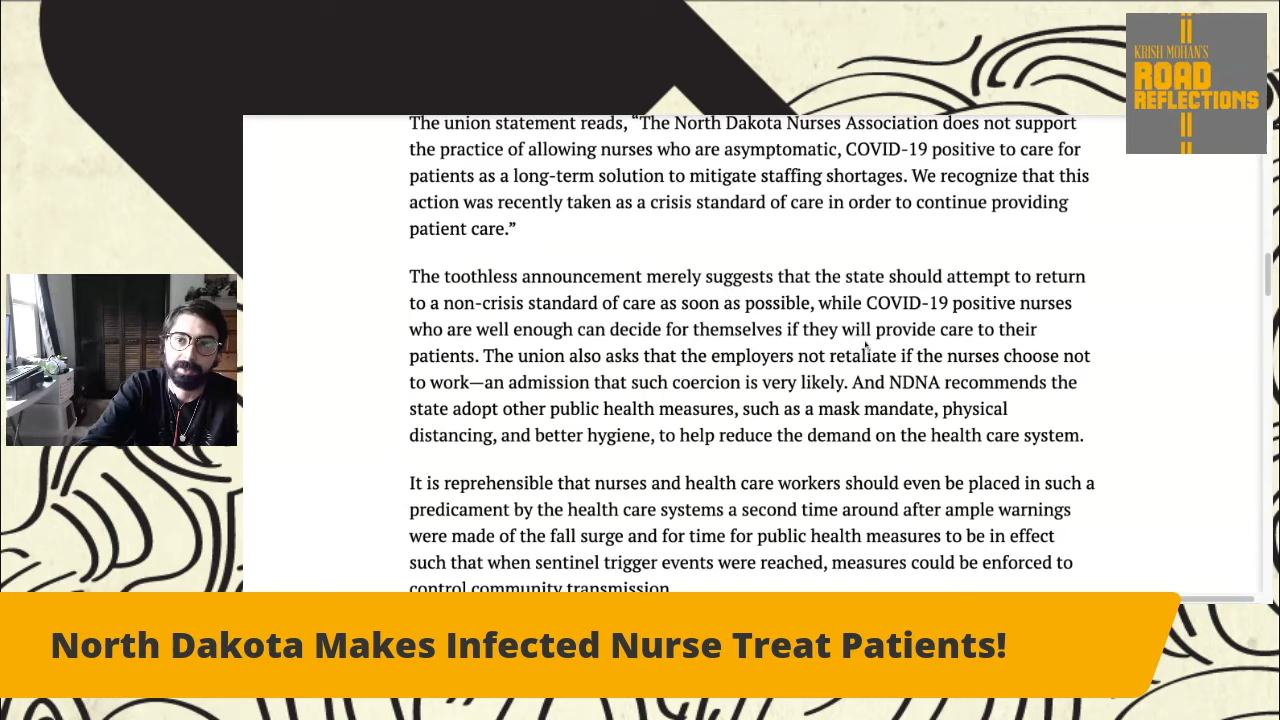 KRISH MOHAN'S
ROAD
REFLECTIONS
The union statement reads, “The North Dakota Nurses Association does not support
the practice of allowing nurses who are asymptomatic, COVID-19 positive to care for
patients as a long-term solution to mitigate staffing shortages. We recognize that this
action was recently taken as a crisis standard of care in order to continue providing
patient care.”
The toothless announcement merely suggests that the state should attempt to return
to a non-crisis standard of care as soon as possible, while COVID-19 positive nurses
who are well enough can decide for themselves if they will provide care to their
patients. The union also asks that the employers not retaliate if the nurses choose not
to work—an admission that such coercion is very likely. And NDNA recommends the
state adopt other public health measures, such as a mask mandate, physical
distancing, and better hygiene, to help reduce the demand on the health care system.
It is reprehensible that nurses and health care workers should even be placed in such a
predicament by the health care systems a second time around after ample warnings
were made of the fall surge and for time for public health measures to be in effect
such that when sentinel trigger events were reached, measures could be enforced to
control community transmission.
North Dakota Makes Infected Nurse Treat Patients!